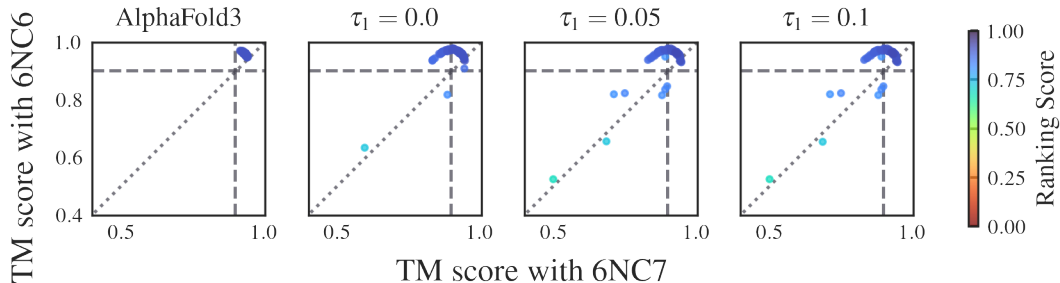 AlphaFold3
τ₁ = 0.0
τ₁ = 0.05
τ₁ = 0.1
TM score with 6NC6
1.0
0.8
0.6
0.4
0.5 1.0
0.5 1.0
0.5 1.0
0.5 1.0
TM score with 6NC7
1.00
0.75
0.50
0.25
0.00
Ranking Score